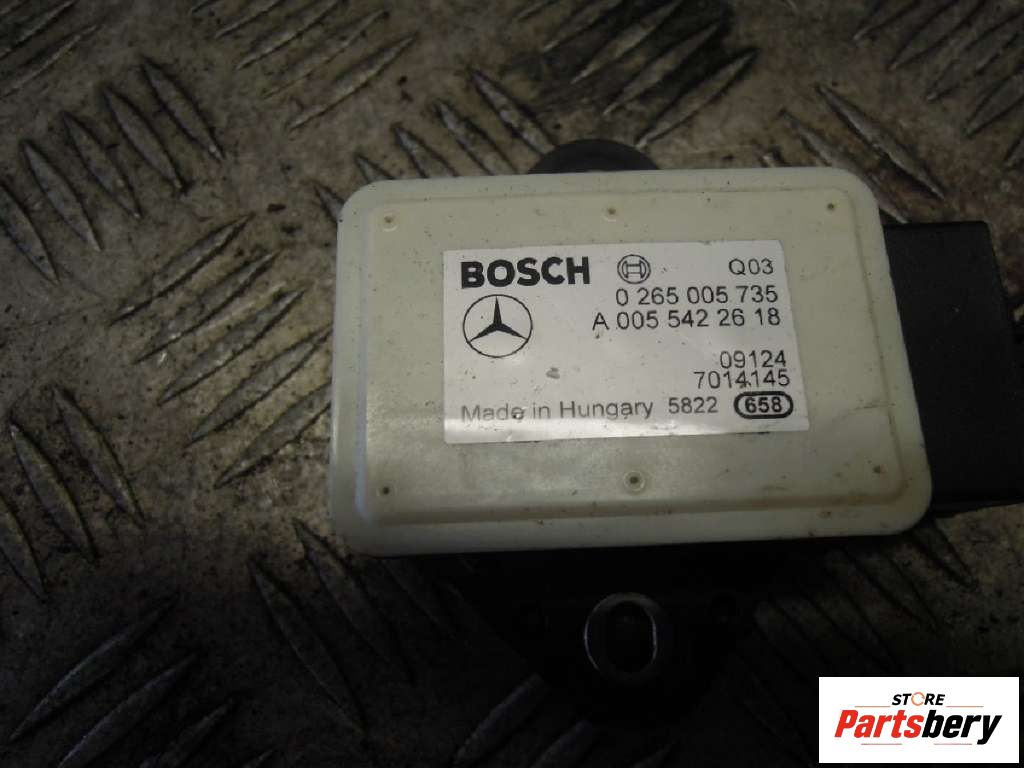 BOSCH
Q03
0 265 005 735
A 005 542 26 18
09124
7014145
Made in Hungary 5822 658
STORE
Partsbery